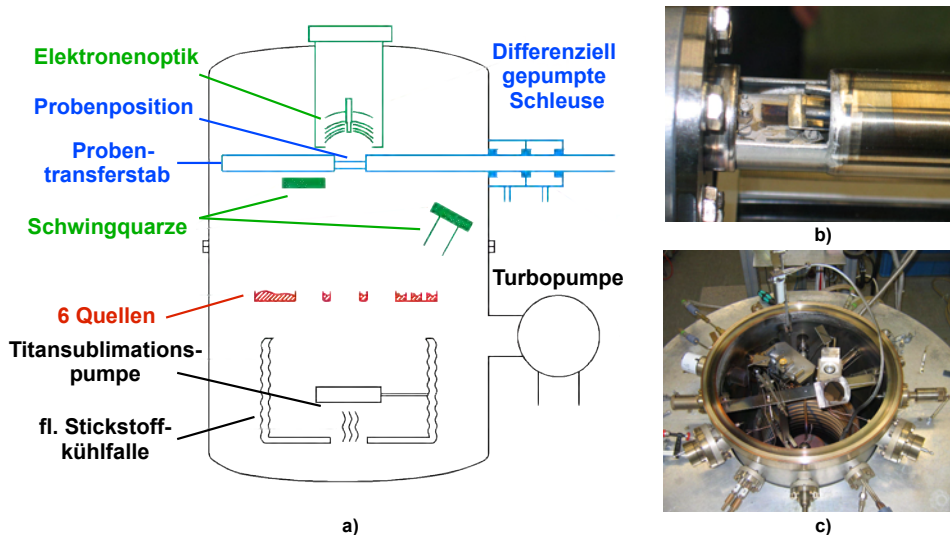 Elektronenoptik
Probenposition
Proben-
transferstab
Schwingquarze
6 Quellen
Titansublimations-
pumpe
fl. Stickstoff-
kühlfalle
Differenziell
gepumpte
Schleuse
Turbopumpe
a)
b)
c)